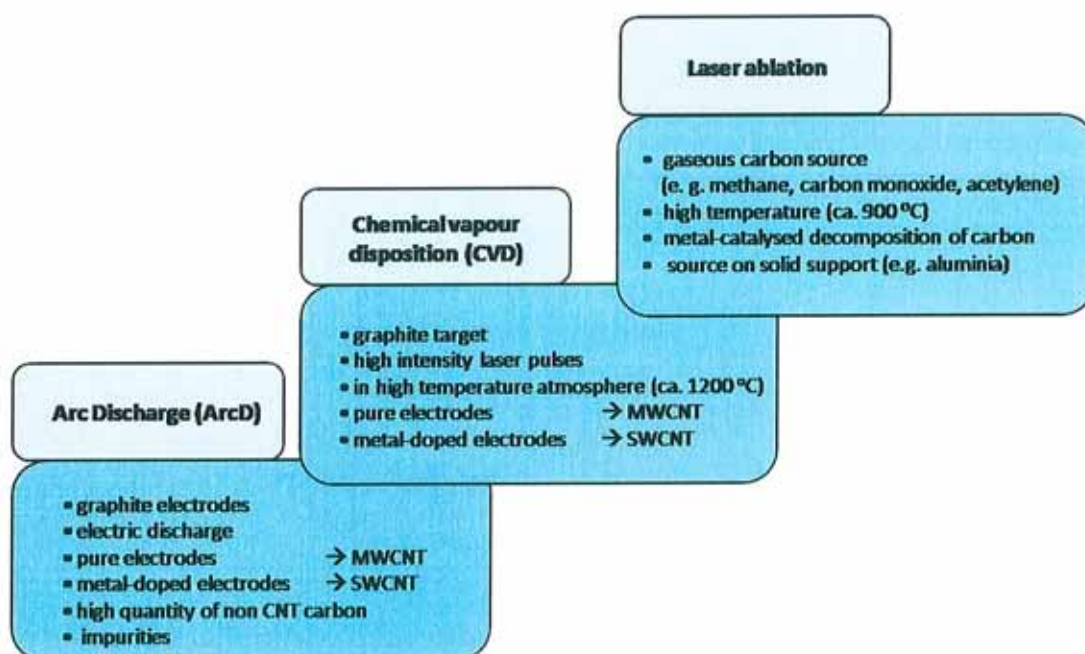 Laser ablation
▪ gaseous carbon source
(e. g. methane, carbon monoxide, acetylene)
▪ high temperature (ca. 900 ºC)
▪ metal-catalysed decomposition of carbon
▪ source on solid support (e.g. aluminia)
Chemical vapour
disposition (CVD)
▪ graphite target
▪ high intensity laser pulses
▪ in high temperature atmosphere (ca. 1200 ºC)
▪ pure electrodes → MWCNT
▪ metal-doped electrodes → SWCNT
Arc Discharge (ArcD)
▪ graphite electrodes
▪ electric discharge
▪ pure electrodes → MWCNT
▪ metal-doped electrodes → SWCNT
▪ high quantity of non CNT carbon
▪ impurities